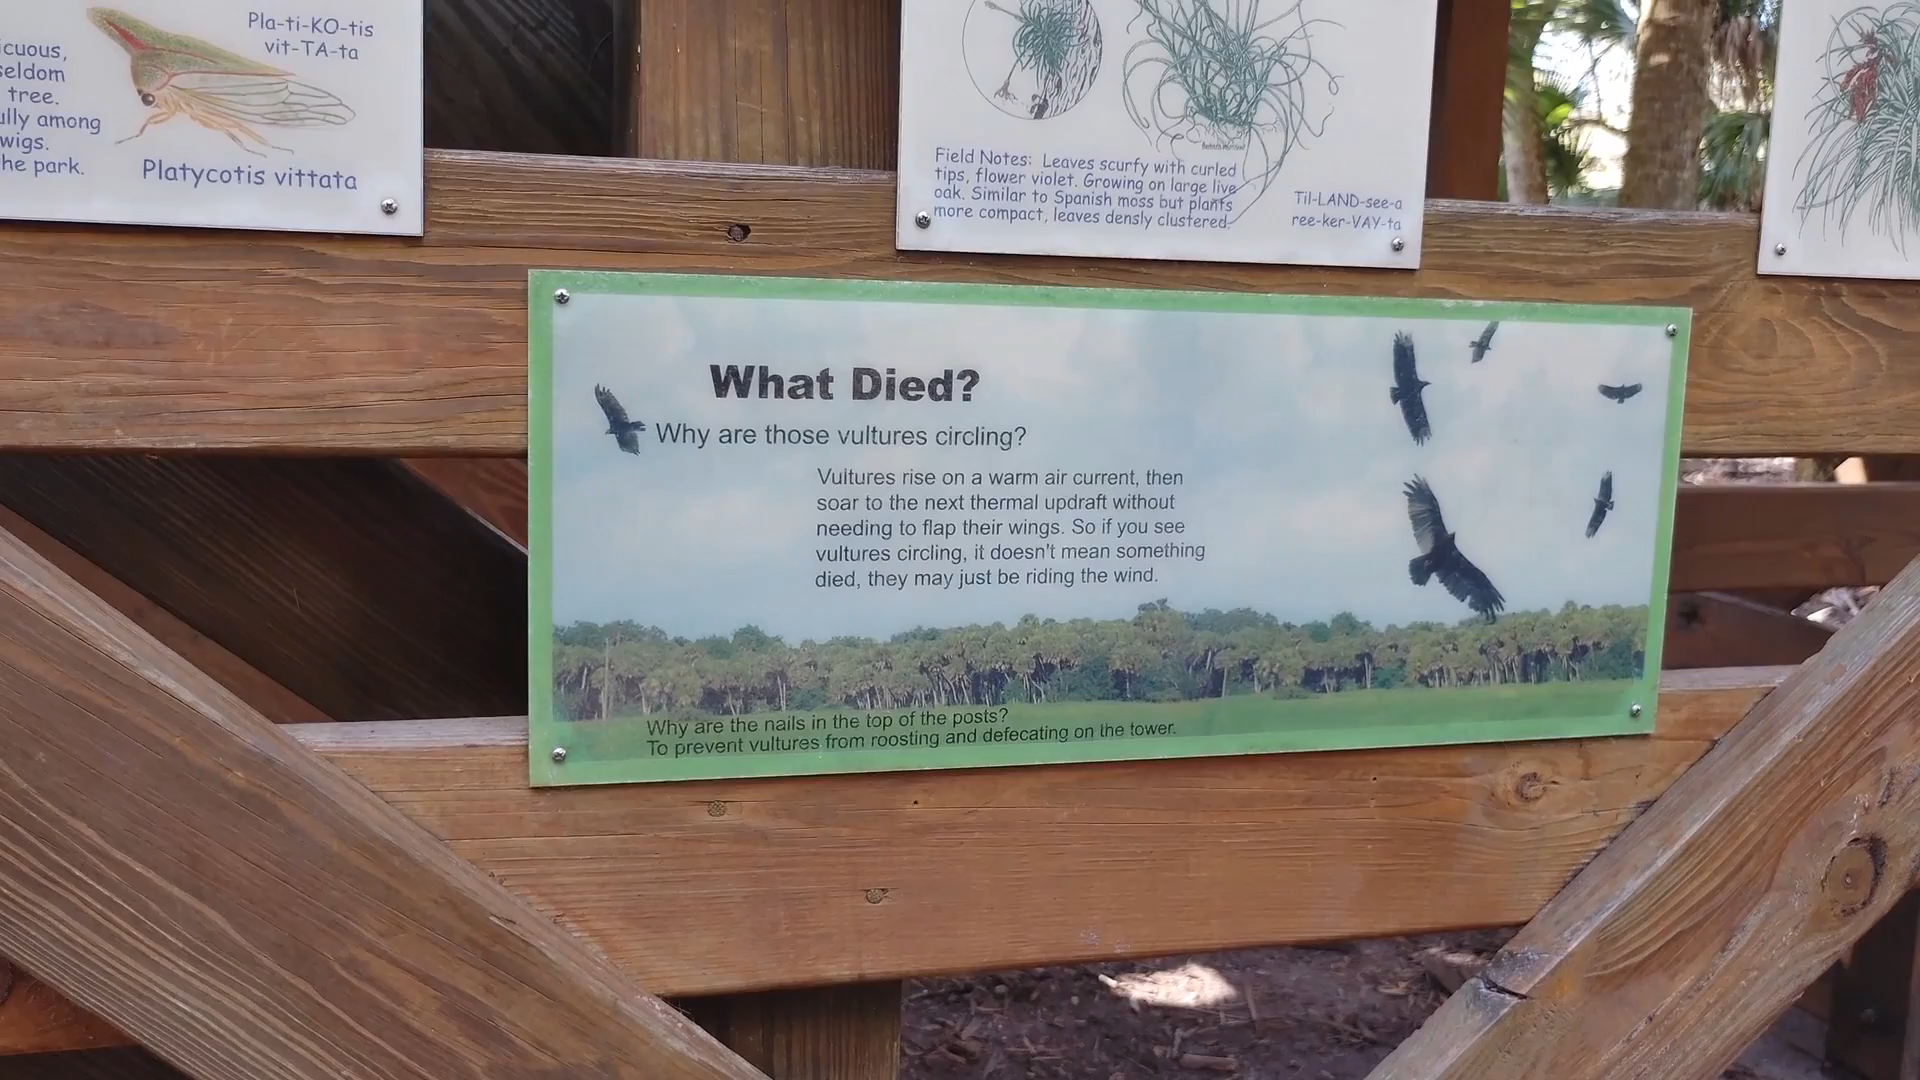 Pla-ti-KO-tis
vit-TA-ta
seldom
tree.
among
the park.
Platycotis vittata
Field Notes: Leaves scurfy with curled
tips, flower violet. Growing on large live
oak. Similar to Spanish moss but plants
more compact, leaves densly clustered.
Til-LAND-see-a
ree-ker-VAY-ta
What Died?
Why are those vultures circling?
Vultures rise on a warm air current, then
soar to the next thermal updraft without
needing to flap their wings. So if you see
vultures circling, it doesn't mean something
died, they may just be riding the wind.
Why are the nails in the top of the posts?
To prevent vultures from roosting and defecating on the tower.